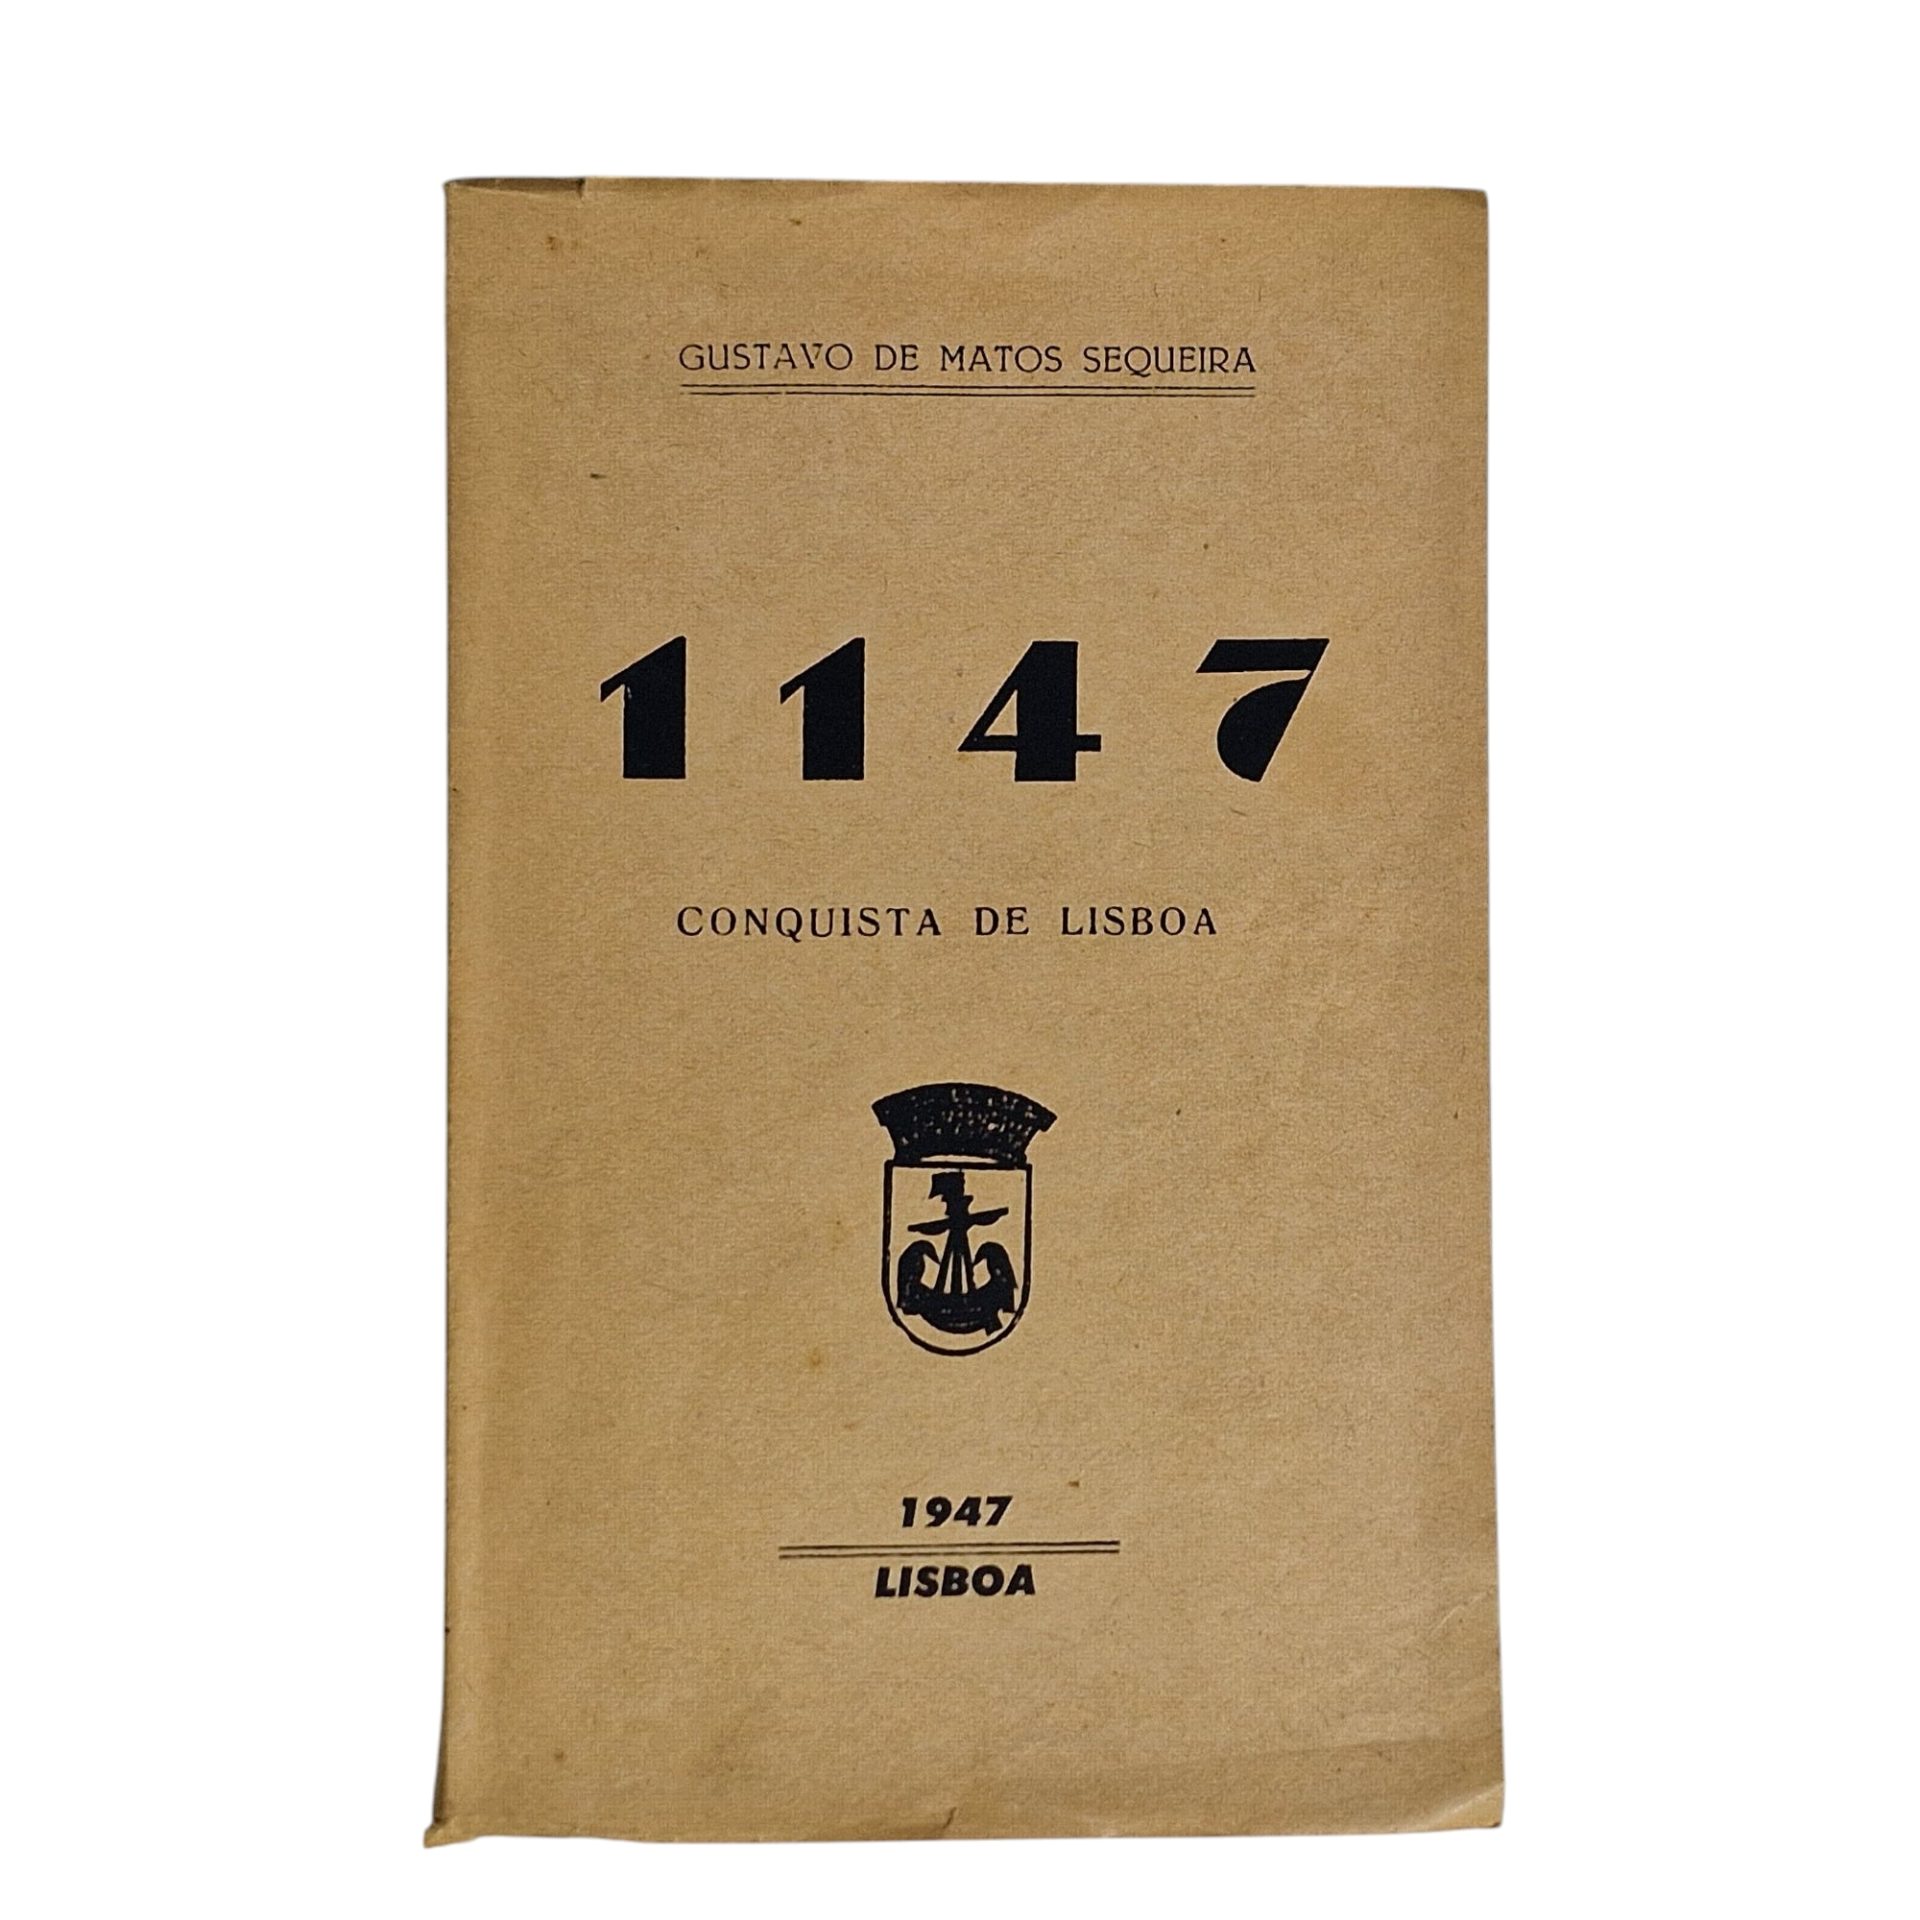 GUSTAVO DE MATOS SEQUEIRA
1147
CONQUISTA DE LISBOA
1947
LISBOA